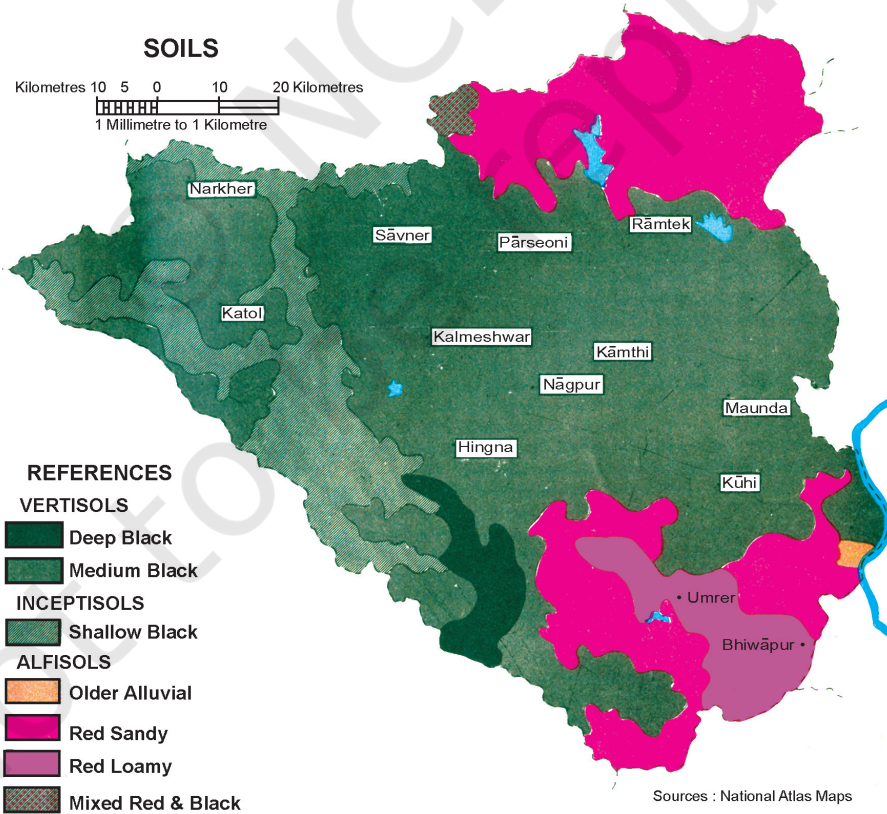 SOILS
Kilometres 10 5 0 10 20 Kilometres
1 Millimetre to 1 Kilometre
Narkher
Sāvner
Pārseoni
Rāmtek
Katol
Kalmeshwar
Kāmthi
Nāgpur
Maunda
Hingna
Kūhi
Umrer
Bhiwāpur
REFERENCES
VERTISOLS
Deep Black
Medium Black
INCEPTISOLS
Shallow Black
ALFISOLS
Older Alluvial
Red Sandy
Red Loamy
Mixed Red & Black
Sources : National Atlas Maps